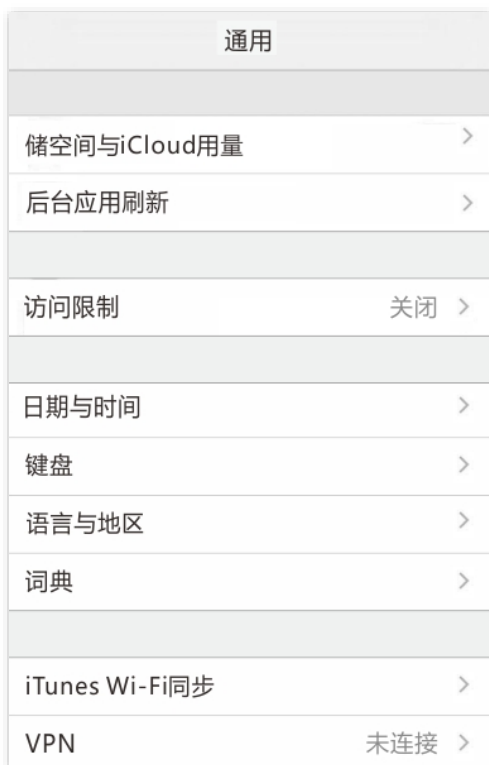 通用
储空间与iCloud用量
后台应用刷新
访问限制 关闭
日期与时间
键盘
语言与地区
词典
iTunes Wi-Fi同步
VPN 未连接